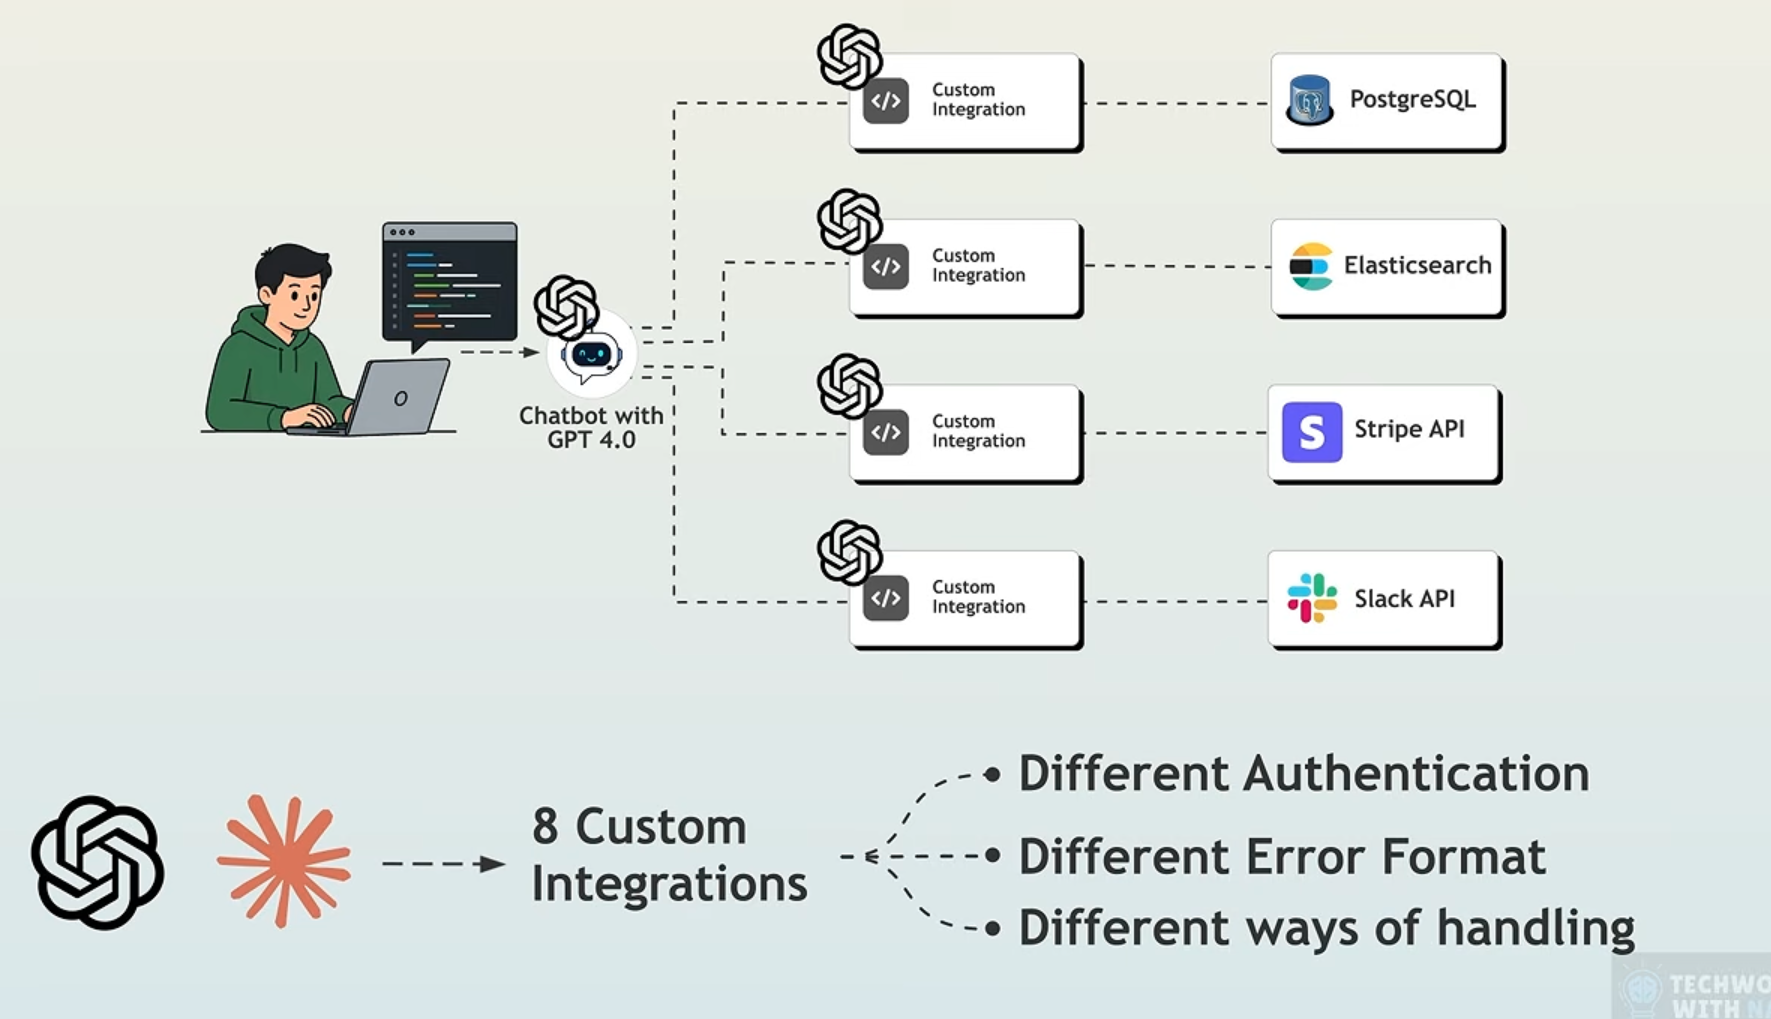 Custom
Integration
PostgreSQL
Custom
Integration
Elasticsearch
Chatbot with
GPT 4.0
Custom
Integration
Stripe API
Custom
Integration
Slack API
8 Custom
Integrations
• Different Authentication
• Different Error Format
• Different ways of handling
WITH